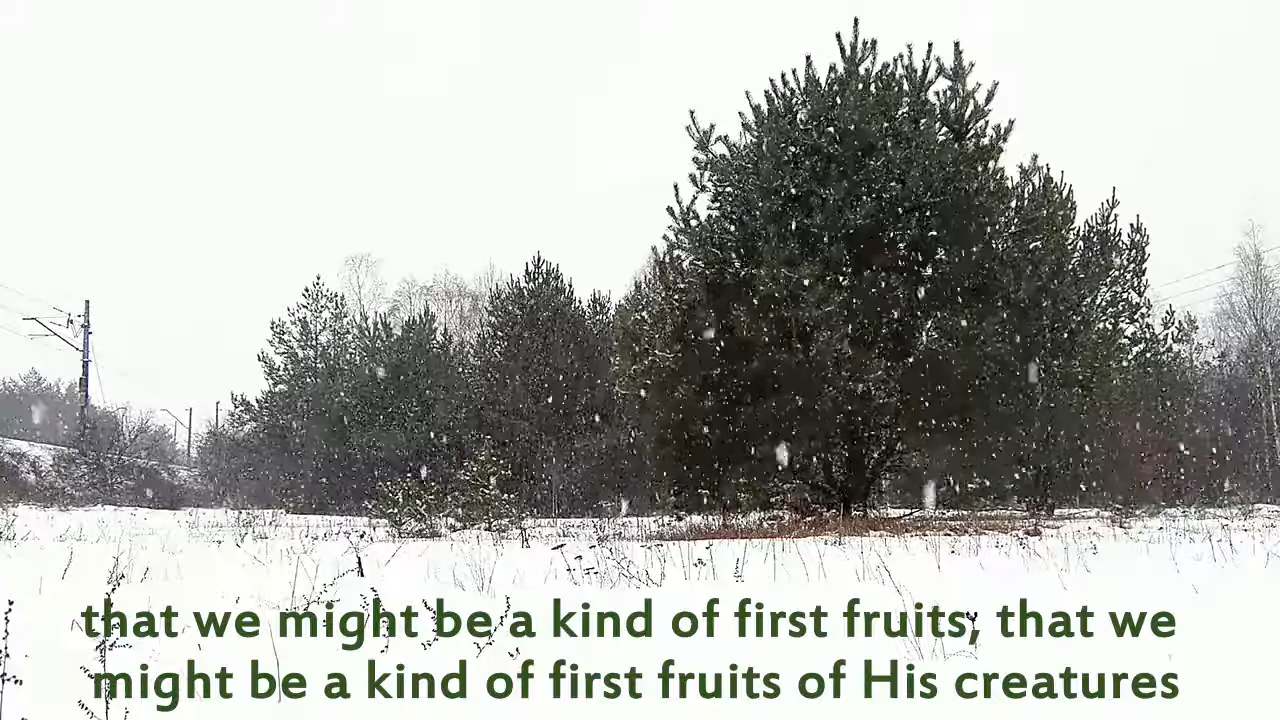 that we might be a kind of first fruits, that we
might be a kind of first fruits of His creatures